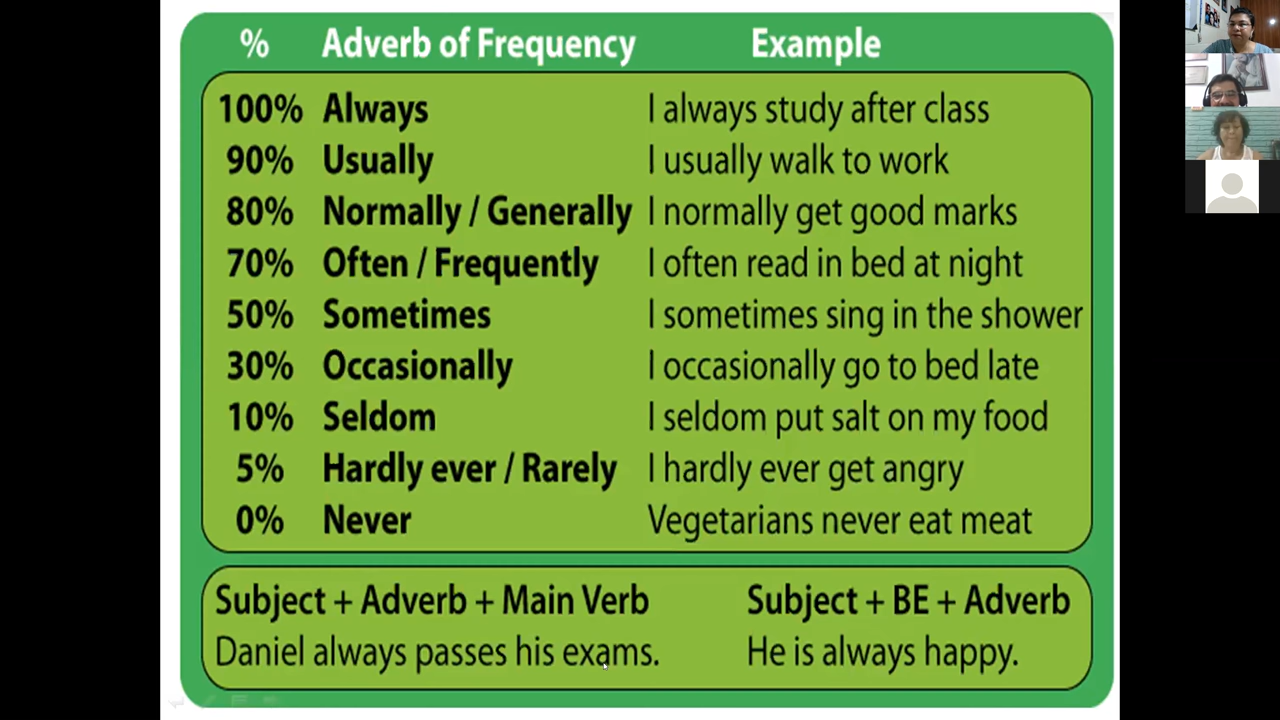 % Adverb of Frequency Example
100% Always I always study after class
90% Usually I usually walk to work
80% Normally / Generally I normally get good marks
70% Often / Frequently I often read in bed at night
50% Sometimes I sometimes sing in the shower
30% Occasionally I occasionally go to bed late
10% Seldom I seldom put salt on my food
5% Hardly ever / Rarely I hardly ever get angry
0% Never Vegetarians never eat meat
Subject + Adverb + Main Verb Subject + BE + Adverb
Daniel always passes his exams. He is always happy.